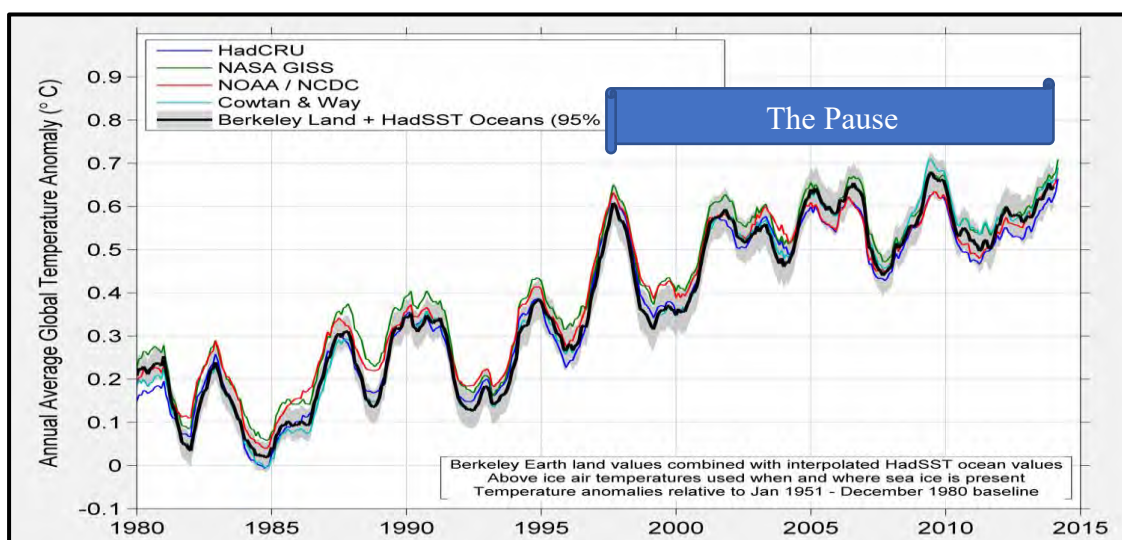 HadCRU
NASA GISS
NOAA / NCDC
Cowtan & Way
Berkeley Land + HadSST Oceans (95%
The Pause
Annual Average Global Temperature Anomaly (° C)
0.9
0.8
0.7
0.6
0.5
0.4
0.3
0.2
0.1
0
-0.1
Berkeley Earth land values combined with interpolated HadSST ocean values
Above ice air temperatures used when and where sea ice is present
Temperature anomalies relative to Jan 1951 - December 1980 baseline
1980 1985 1990 1995 2000 2005 2010 2015